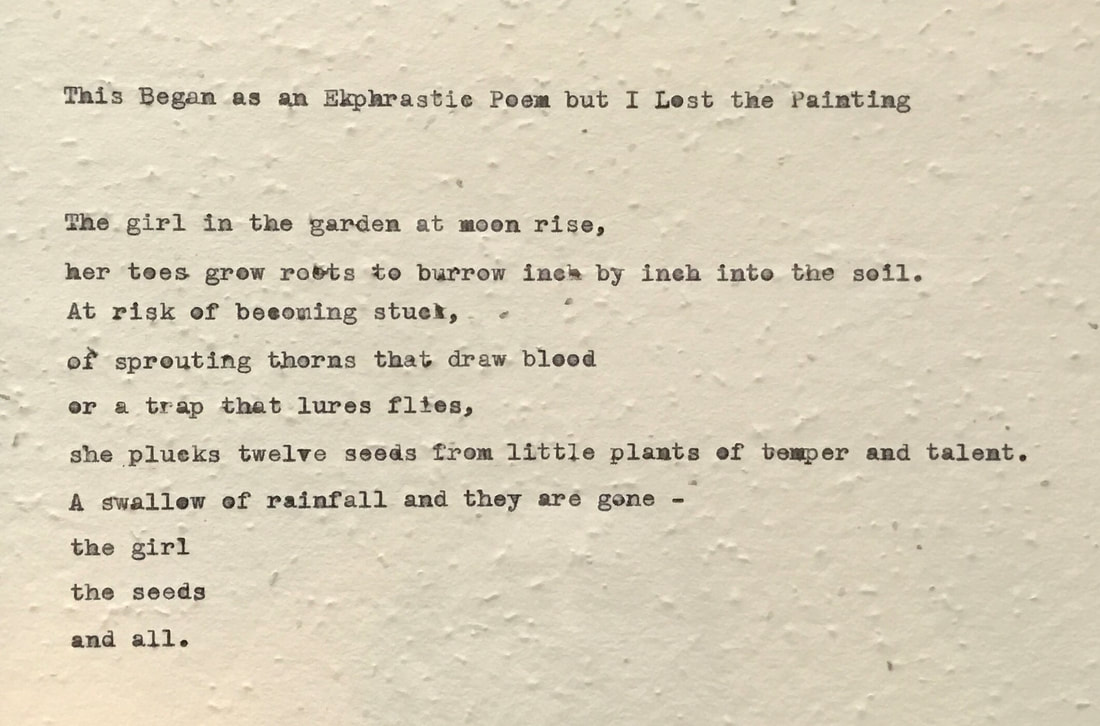 This Began as an Ekphrastic Poem but I Lost the Painting
The girl in the garden at moon rise,
her toes grow roots to burrow inch by inch into the soil.
At risk of becoming stuck,
of sprouting thorns that draw blood
or a trap that lures flies,
she plucks twelve seeds from little plants of temper and talent.
A swallow of rainfall and they are gone -
the girl
the seeds
and all.